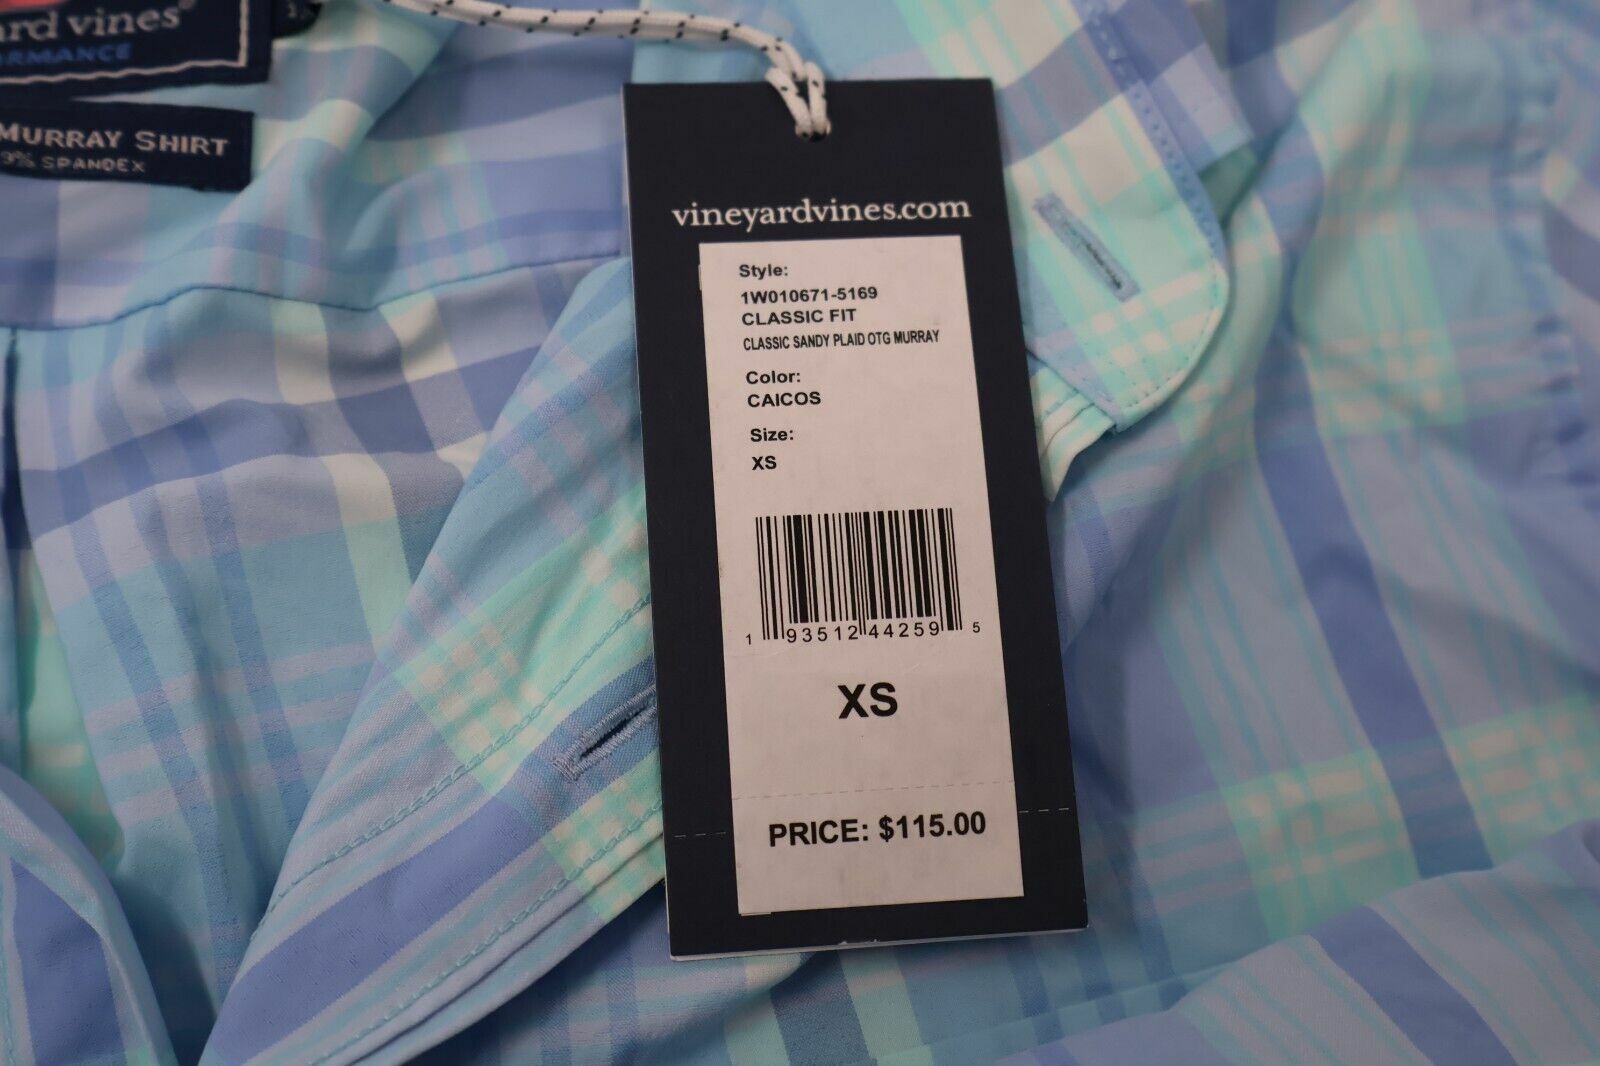 ard vines®
RMANCE
MURRAY SHIRT
9% SPANDEX
vineyardvines.com
Style:
1W010671-5169
CLASSIC FIT
CLASSIC SANDY PLAID OTG MURRAY
Color:
CAICOS
Size:
XS
1 93512 44259 5
XS
PRICE: $115.00